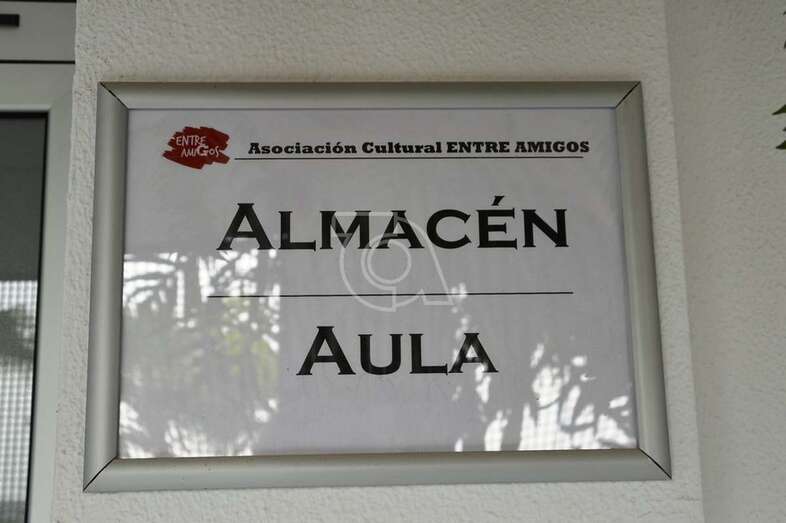 ENTRE
AMIGOS
Asociación Cultural ENTRE AMIGOS
ALMACÉN
AULA